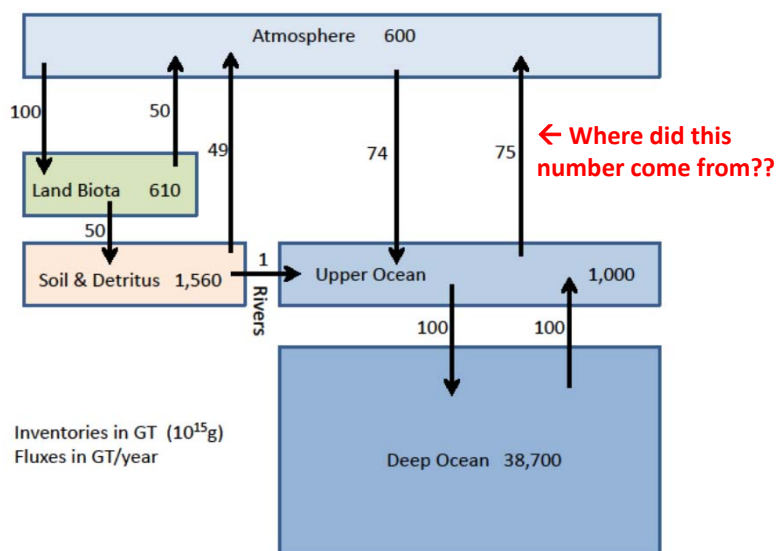 Atmosphere 600
100
50
49
74
75
← Where did this
number come from??
Land Biota 610
50
Soil & Detritus 1,560
1
Rivers
Upper Ocean 1,000
100
100
Inventories in GT (10¹⁵g)
Fluxes in GT/year
Deep Ocean 38,700